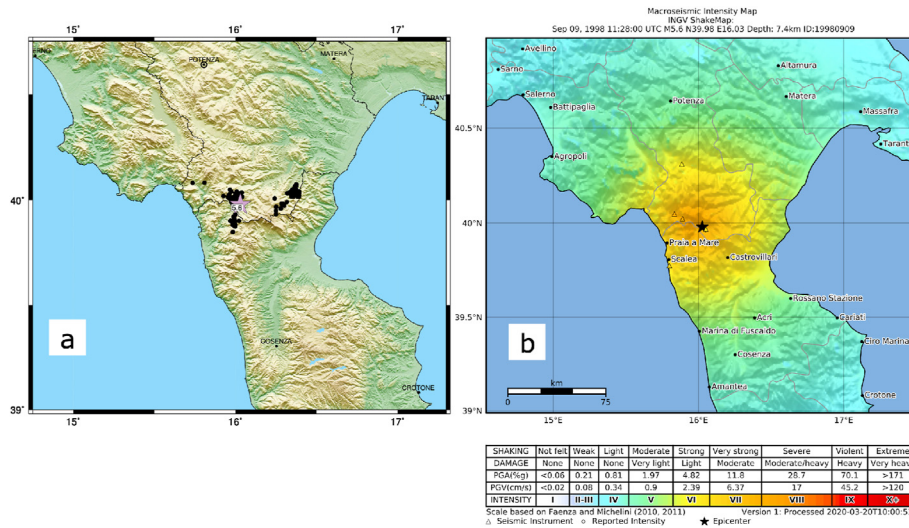 Macroseismic Intensity Map
INGV ShakeMap:
Sep 09, 1998 11:28:00 UTC M5.6 N39.98 E16.03 Depth: 7.4km ID:19980909
15˚ 16˚ 17˚
POTENZA
MATERA
TARANT
40˚
5.6
a
COSENZA
CROTONE
39˚
15˚ 16˚ 17˚
Avellino
Altamura
Sarno
Salerno
Potenza
Matera
Battipaglia
Massafra
40.5°N
Taranto
Agropoli
40°N
Praia a Mare
Scalea
Castrovillari
Rossano Stazione
39.5°N
Acri
Cariati
Marina di Fuscaldo
b
Ciro Marina
Cosenza
km
Amantea
Crotone
0 75
39°N
15°E 16°E 17°E
SHAKING Not felt Weak Light Moderate Strong Very strong Severe Violent Extreme
DAMAGE None None None Very light Light Moderate Moderate/heavy Heavy Very heavy
PGA(%g) <0.06 0.21 0.81 1.97 4.82 11.8 28.7 70.1 >171
PGV(cm/s) <0.02 0.08 0.34 0.9 2.39 6.37 17 45.2 >120
INTENSITY I II-III IV V VI VII VIII IX X+
Scale based on Faenza and Michelini (2010, 2011) Version 1: Processed 2020-03-20T10:00:5
△ Seismic Instrument ○ Reported Intensity ★ Epicenter